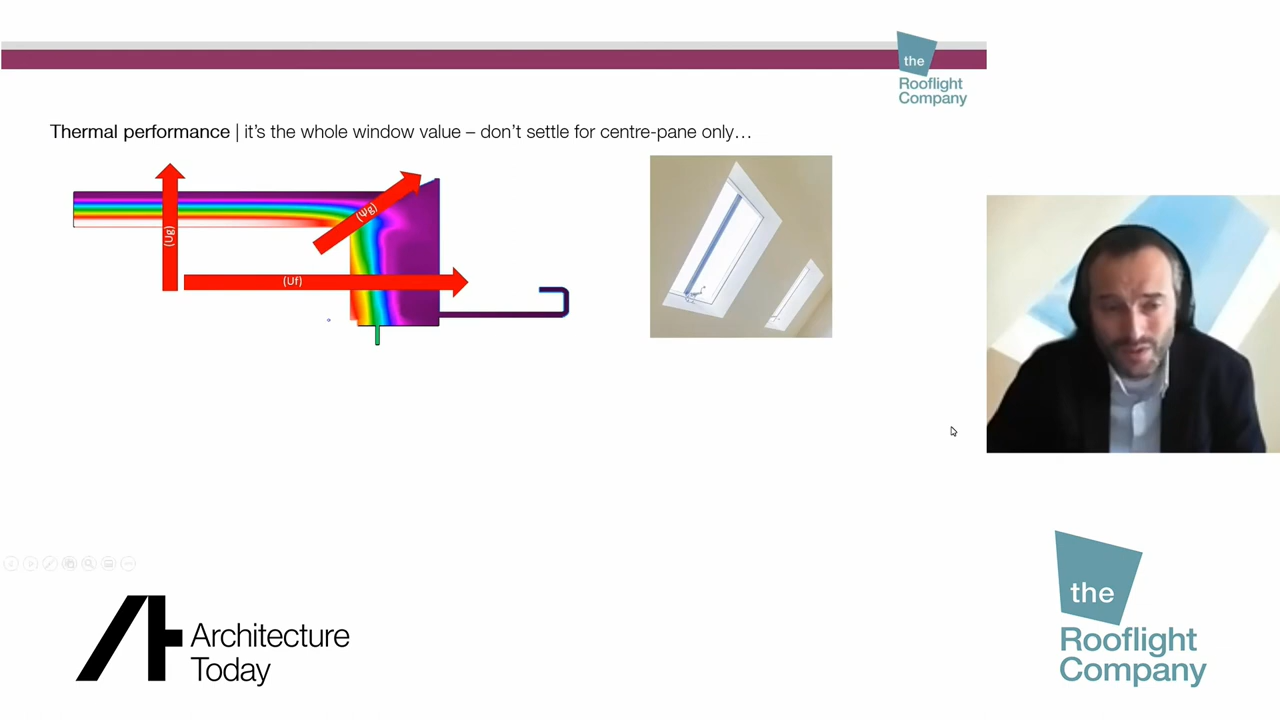 the
Rooflight
Company
Thermal performance | it's the whole window value – don't settle for centre-pane only…
(Ug)
(Ψg)
(Uf)
the
Rooflight
Company
Architecture
Today